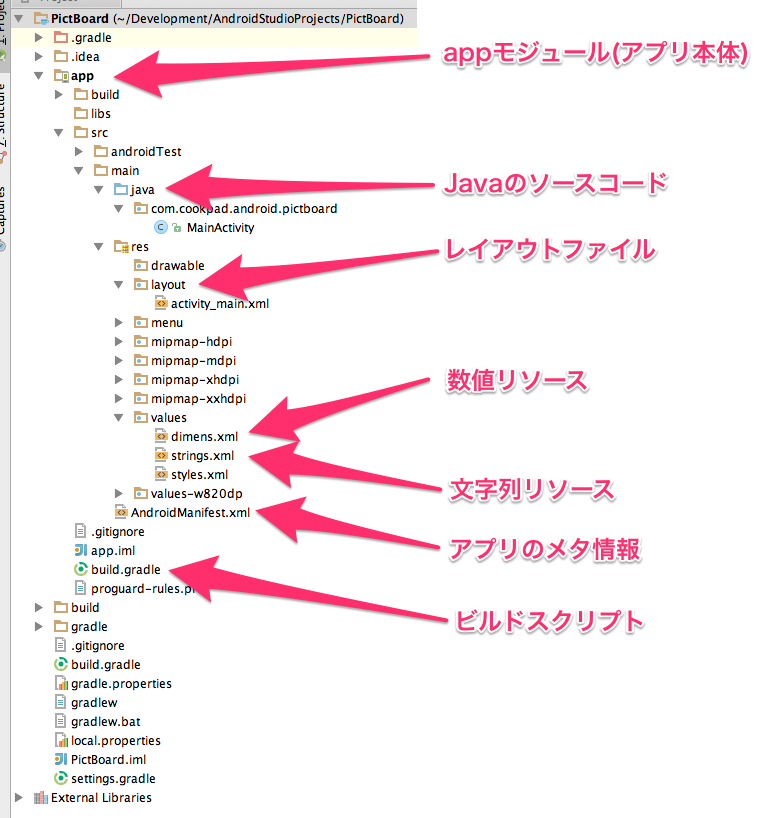 PictBoard (~/Development/AndroidStudioProjects/PictBoard)
.gradle
.idea
appモジュール(アプリ本体)
app
build
libs
src
androidTest
main
Javaのソースコード
java
com.cookpad.android.pictboard
MainActivity
レイアウトファイル
res
drawable
layout
activity_main.xml
menu
mipmap-hdpi
mipmap-mdpi
mipmap-xhdpi
数値リソース
mipmap-xxhdpi
values
dimens.xml
strings.xml
styles.xml
文字列リソース
values-w820dp
AndroidManifest.xml
.gitignore
アプリのメタ情報
app.iml
build.gradle
proguard-rules.p
build
ビルドスクリプト
gradle
.gitignore
build.gradle
gradle.properties
gradlew
gradlew.bat
local.properties
PictBoard.iml
settings.gradle
External Libraries
Structure
Captures